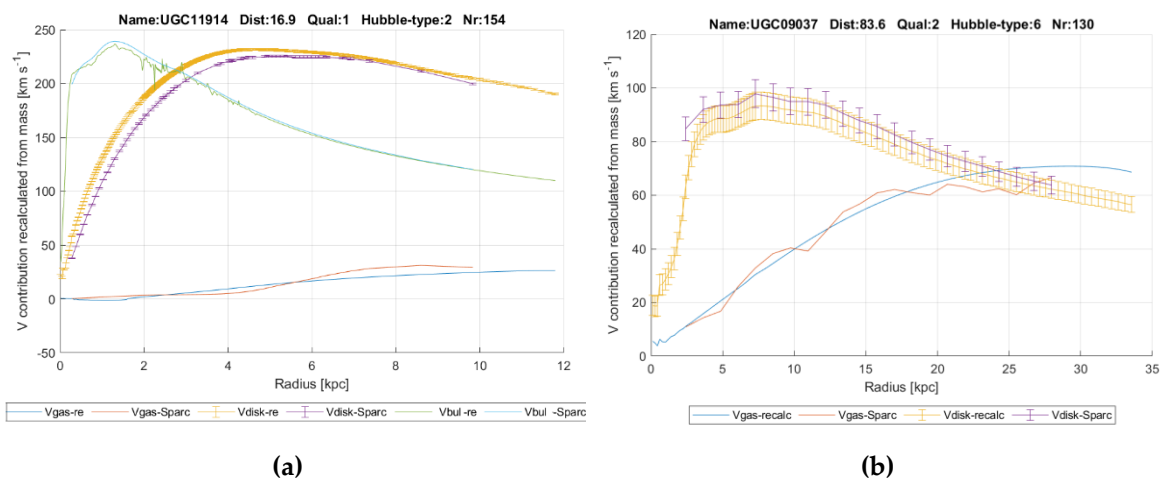 Name:UGC11914 Dist:16.9 Qual:1 Hubble-type:2 Nr:154
250
200
150
100
50
0
-50
V contribution recalculated from mass [km s⁻¹]
0 2 4 6 8 10 12
Radius [kpc]
Vgas-re Vgas-Sparc Vdisk-re Vdisk-Sparc Vbul -re Vbul -Sparc
(a)
Name:UGC09037 Dist:83.6 Qual:2 Hubble-type:6 Nr:130
120
100
80
60
40
20
0
V contribution recalculated from mass [km s⁻¹]
0 5 10 15 20 25 30 35
Radius [kpc]
Vgas-recalc Vgas-Sparc Vdisk-recalc Vdisk-Sparc
(b)